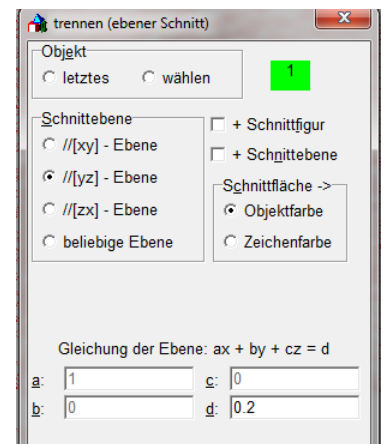 trennen (ebener Schnitt)
Objekt
letztes wählen
1
Schnittebene
//[xy] - Ebene
//[yz] - Ebene
//[zx] - Ebene
beliebige Ebene
+ Schnittfigur
+ Schnittebene
Schnittfläche ->
Objektfarbe
Zeichenfarbe
Gleichung der Ebene: ax + by + cz = d
a: 1 c: 0
b: 0 d: 0.2